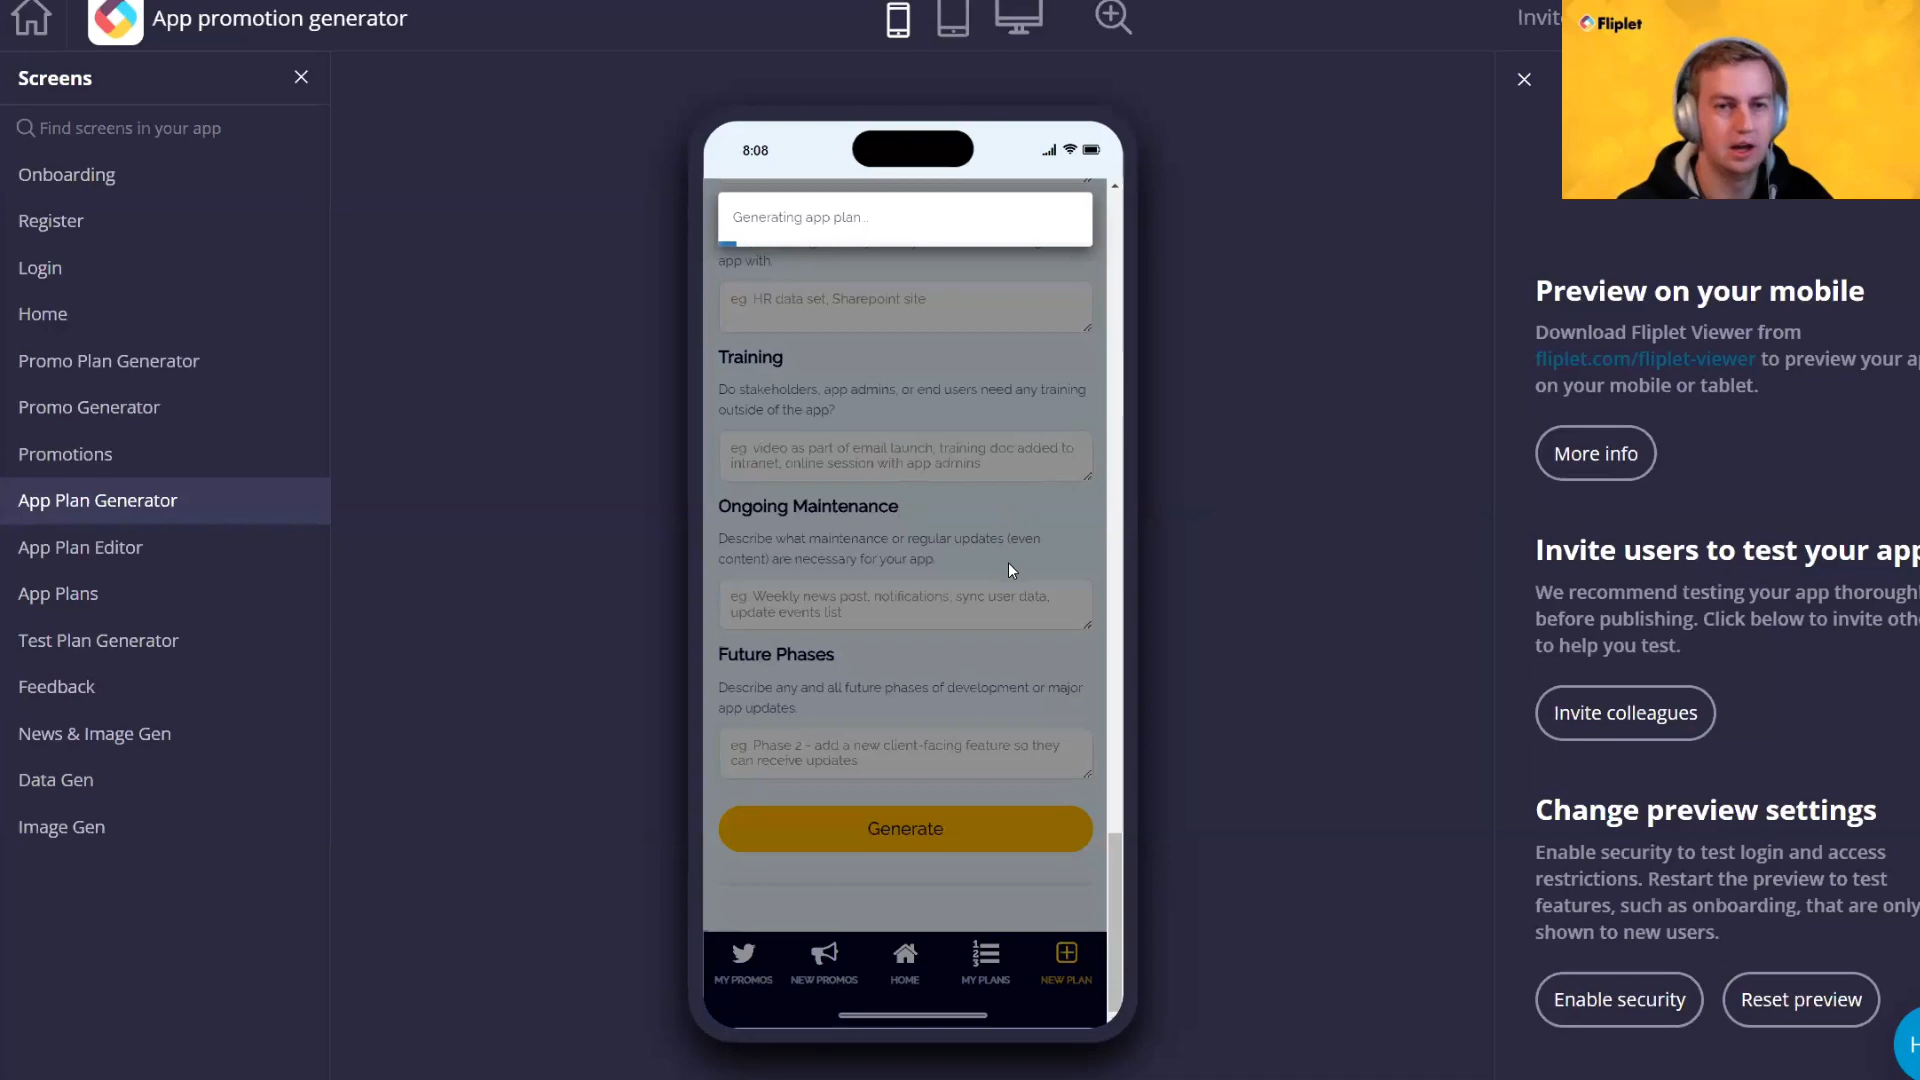 App promotion generator
Invit
Fliplet
Screens
Find screens in your app
Onboarding
Register
Login
Home
Promo Plan Generator
Promo Generator
Promotions
App Plan Generator
App Plan Editor
App Plans
Test Plan Generator
Feedback
News & Image Gen
Data Gen
Image Gen
8:08
Generating app plan...
app with.
eg. HR data set, Sharepoint site
Training
Do stakeholders, app admins, or end users need any training
outside of the app?
eg. video as part of email launch, training doc added to
intranet, online session with app admins
Ongoing Maintenance
Describe what maintenance or regular updates (even
content) are necessary for your app.
eg. Weekly news post, notifications, sync user data,
update events list
Future Phases
Describe any and all future phases of development or major
app updates.
eg. Phase 2 - add a new client-facing feature so they
can receive updates
Generate
MY PROMOS
NEW PROMOS
HOME
MY PLANS
NEW PLAN
Preview on your mobile
Download Fliplet Viewer from
fliplet.com/fliplet-viewer to preview your ap
on your mobile or tablet.
More info
Invite users to test your app
We recommend testing your app thoroughl
before publishing. Click below to invite othe
to help you test.
Invite colleagues
Change preview settings
Enable security to test login and access
restrictions. Restart the preview to test
features, such as onboarding, that are only
shown to new users.
Enable security
Reset preview
H